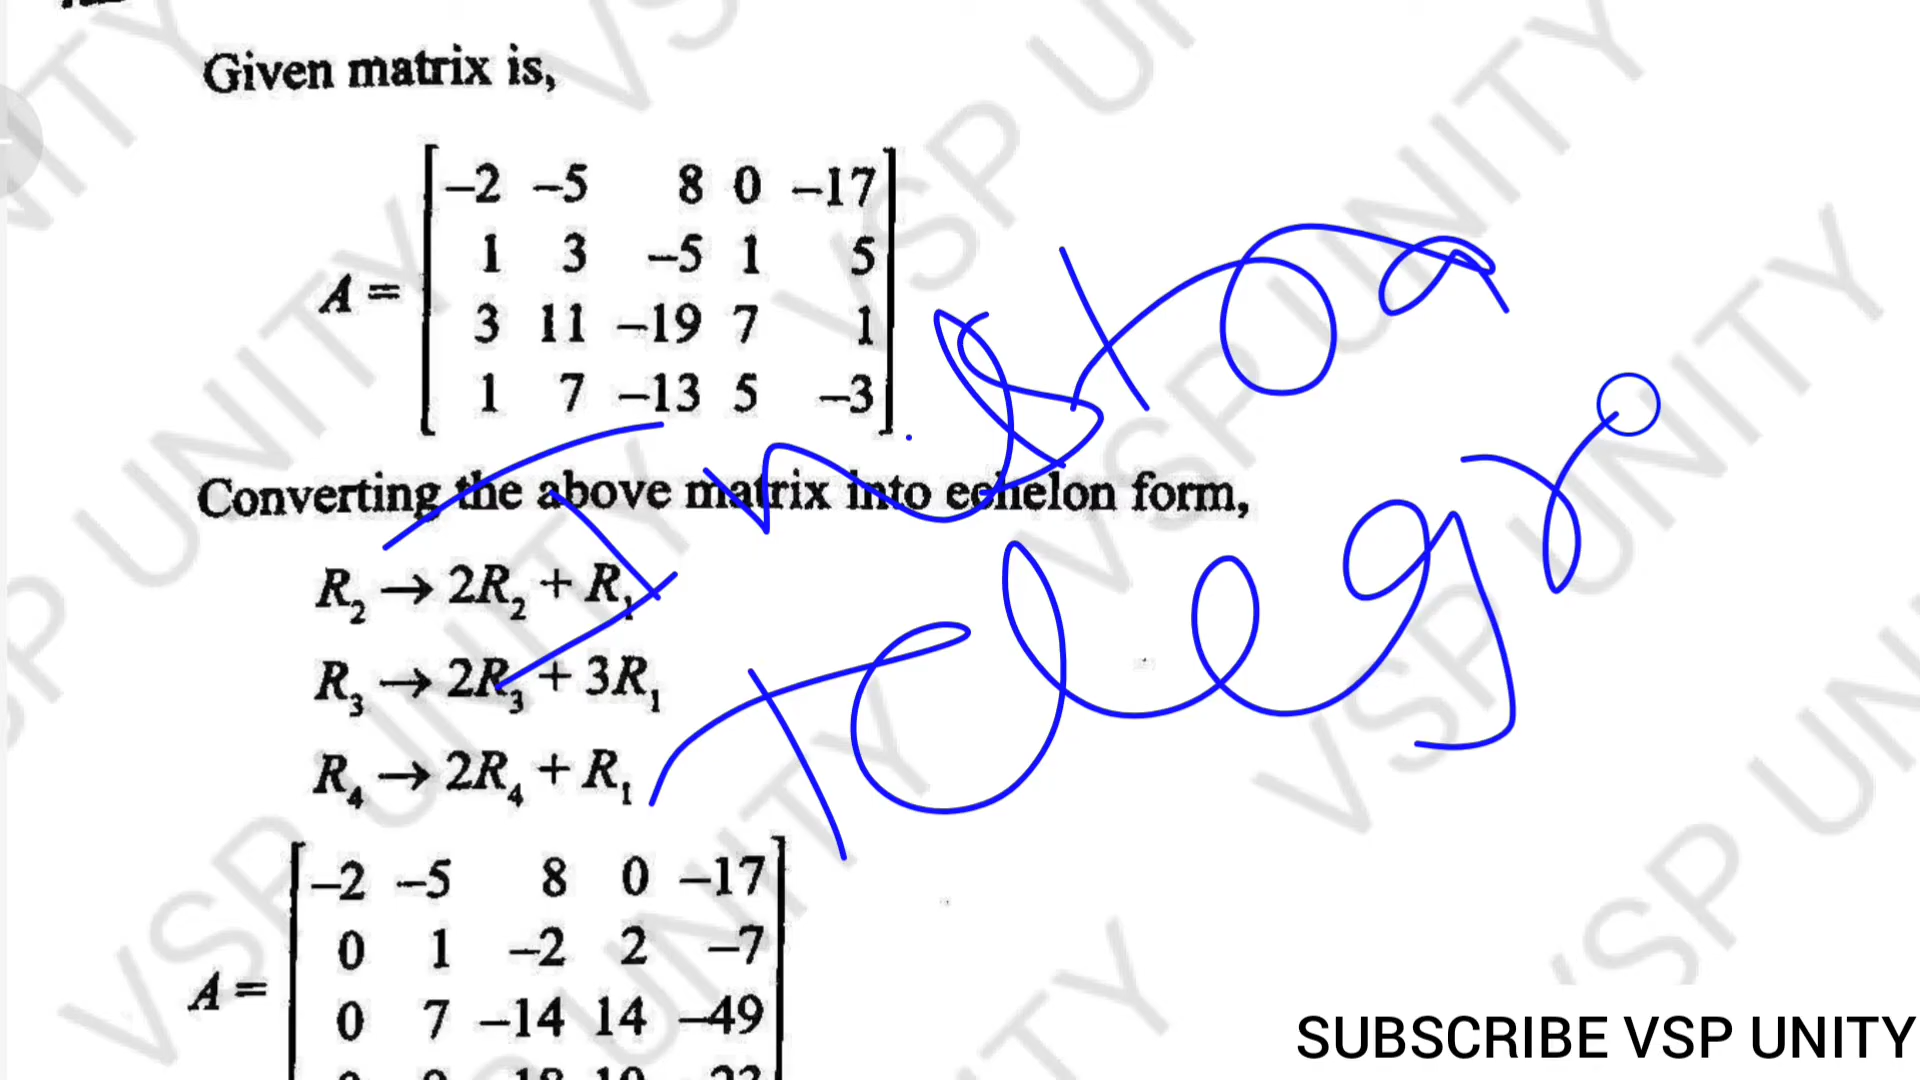 Given matrix is,
A = [ –2 –5 8 0 –17
1 3 –5 1 5
3 11 –19 7 1
1 7 –13 5 –3 ]
Converting the above matrix into echelon form,
R₂ → 2R₂ + R₁
R₃ → 2R₃ + 3R₁
R₄ → 2R₄ + R₁
A = [ –2 –5 8 0 –17
0 1 –2 2 –7
0 7 –14 14 –49
Insta
Telegr
VSP UNITY
SUBSCRIBE VSP UNITY